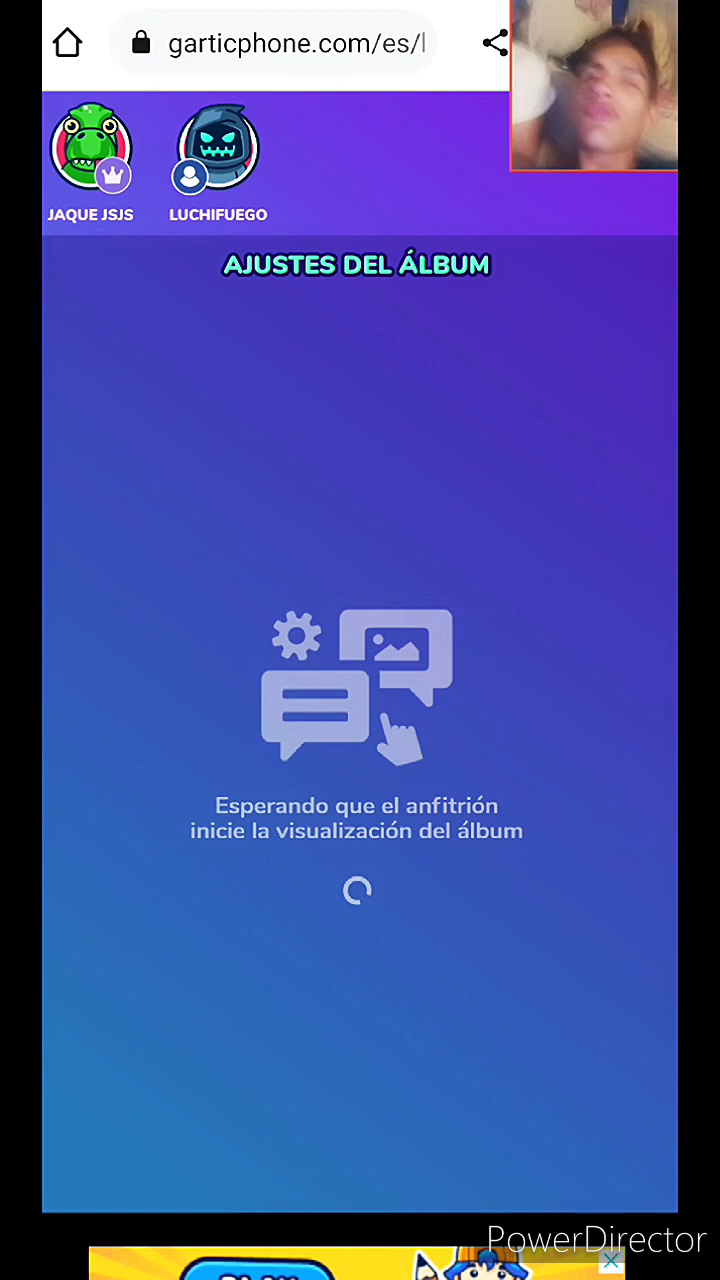 garticphone.com/es/l
JAQUE JSJS
LUCHIFUEGO
AJUSTES DEL ÁLBUM
Esperando que el anfitrión
inicie la visualización del álbum
PowerDirector